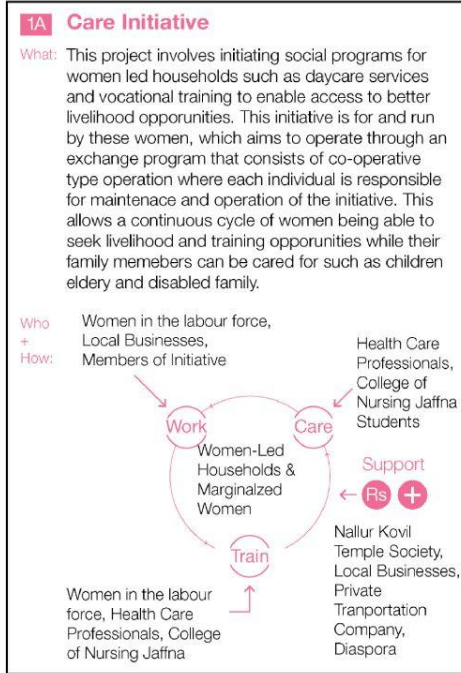 1A Care Initiative
What: This project involves initiating social programs for
women led households such as daycare services
and vocational training to enable access to better
livelihood opporunities. This initiative is for and run
by these women, which aims to operate through an
exchange program that consists of co-operative
type operation where each individual is responsible
for maintenace and operation of the initiative. This
allows a continuous cycle of women being able to
seek livelihood and training opporunities while their
family memebers can be cared for such as children
eldery and disabled family.
Who
+
How:
Women in the labour force,
Local Businesses,
Members of Initiative
Health Care
Professionals,
College of
Nursing Jaffna
Students
Work
Care
Women-Led
Households &
Marginalzed
Women
Support
Rs +
Train
Nallur Kovil
Temple Society,
Local Businesses,
Private
Tranportation
Company,
Diaspora
Women in the labour
force, Health Care
Professionals, College
of Nursing Jaffna